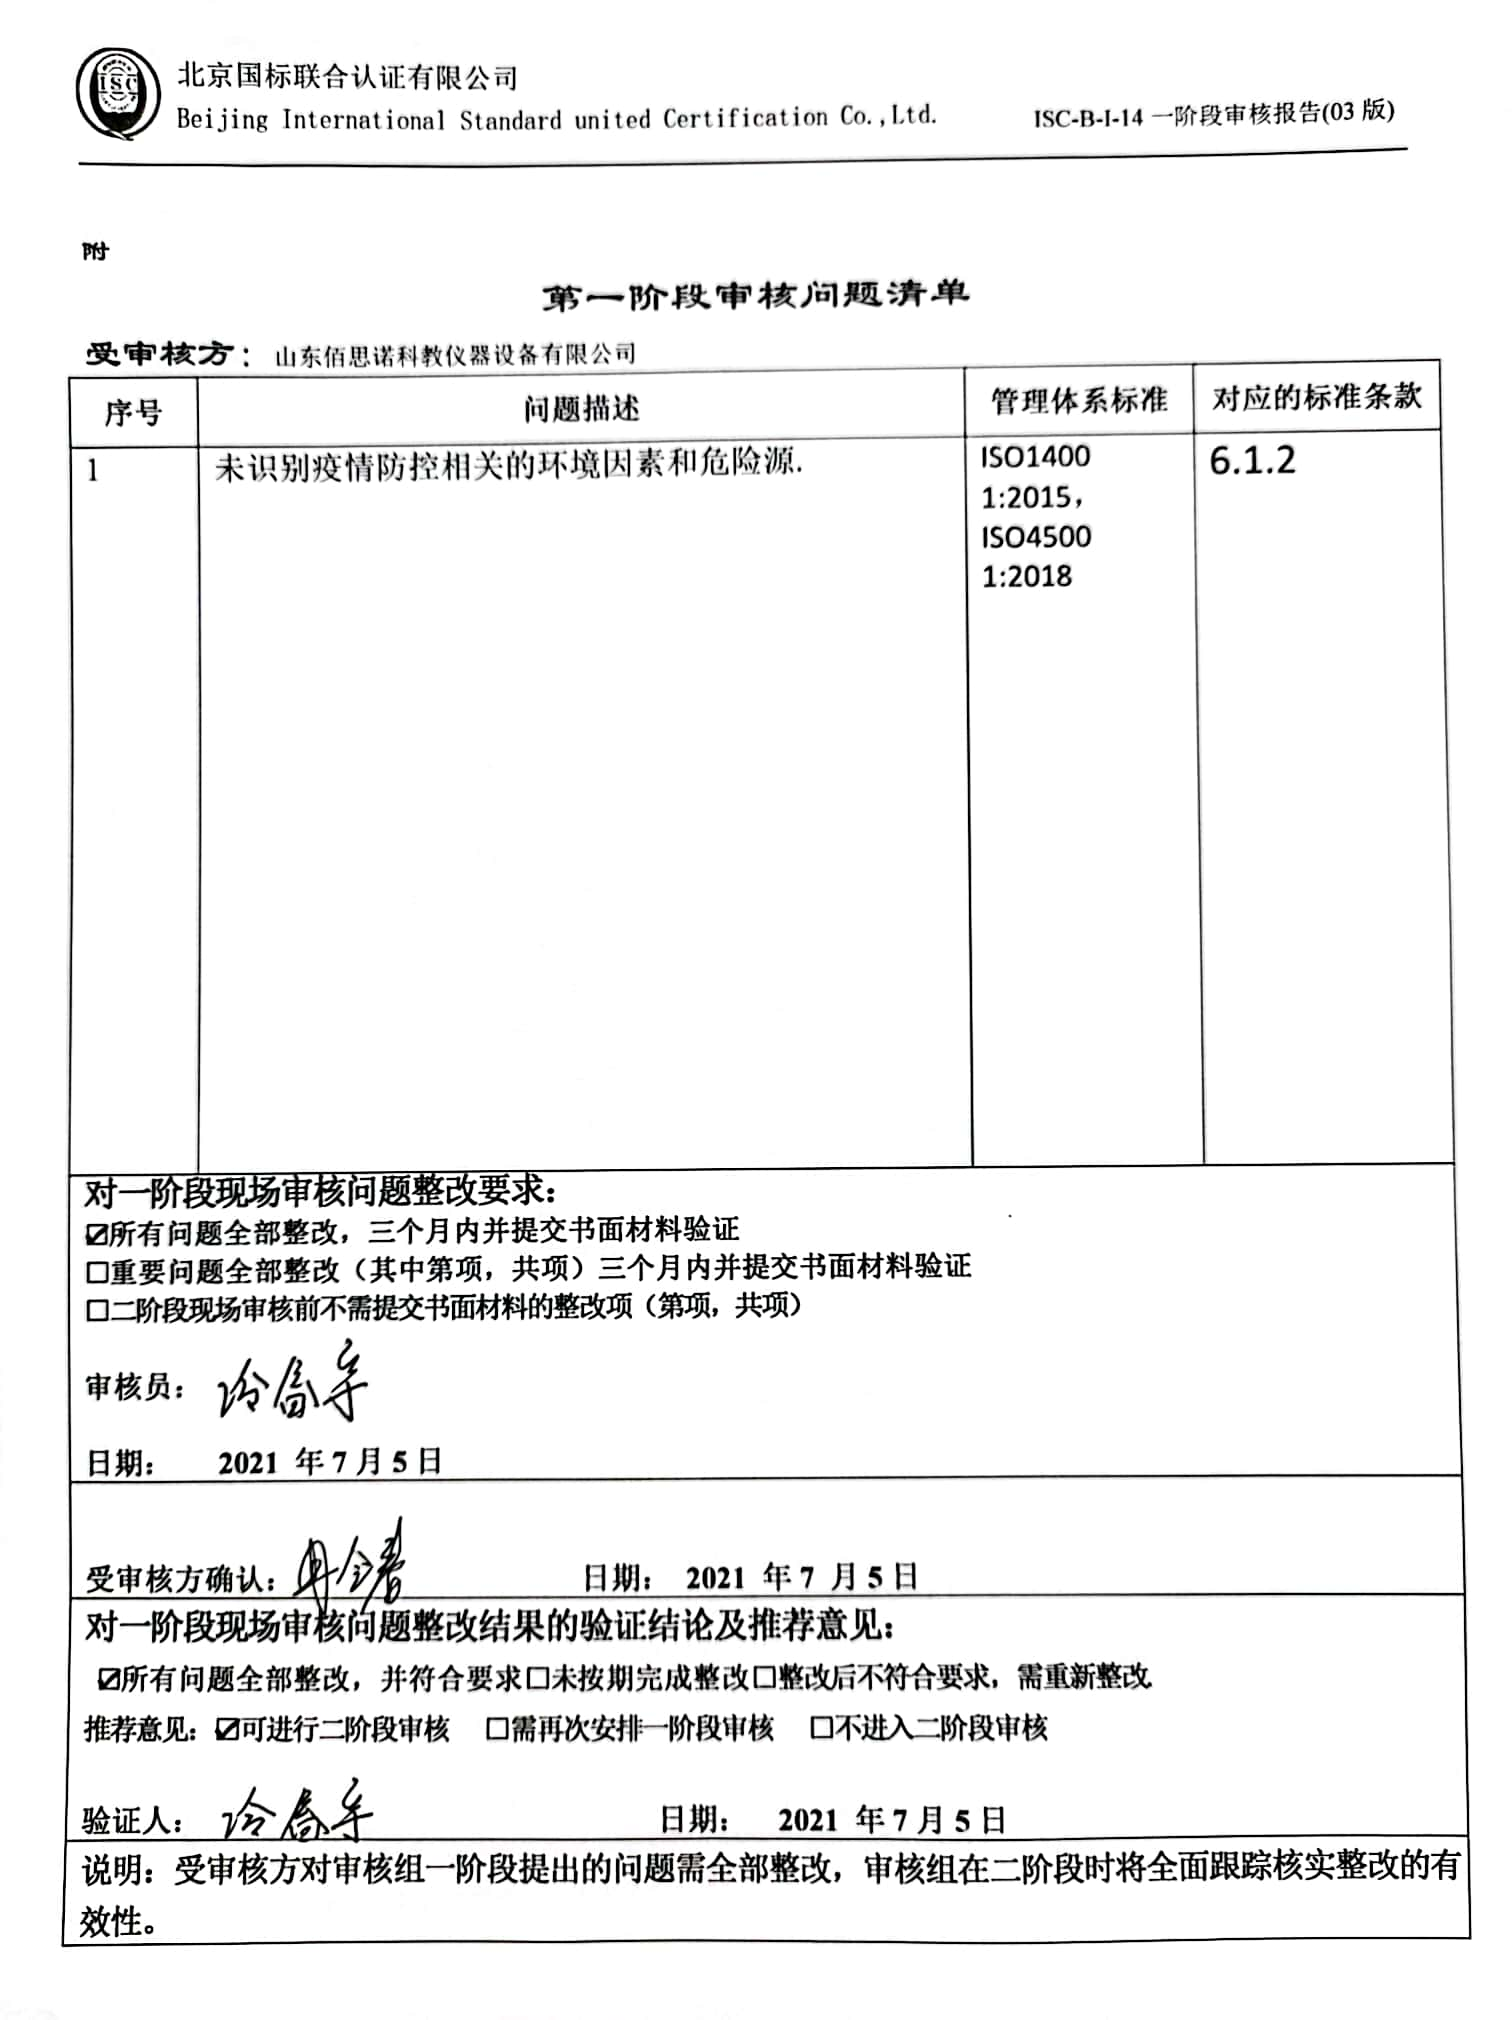 ISC
北京国标联合认证有限公司
Beijing International Standard united Certification Co.,Ltd.
ISC-B-I-14 一阶段审核报告(03 版)
附
第一阶段审核问题清单
受审核方： 山东佰思诺科教仪器设备有限公司
序号 问题描述 管理体系标准 对应的标准条款
1 未识别疫情防控相关的环境因素和危险源. ISO1400 6.1.2
1:2015，
ISO4500
1:2018
对一阶段现场审核问题整改要求：
☑所有问题全部整改，三个月内并提交书面材料验证
□重要问题全部整改（其中第项，共项）三个月内并提交书面材料验证
□二阶段现场审核前不需提交书面材料的整改项（第项，共项）
审核员：
日期： 2021 年 7 月 5 日
受审核方确认： 日期： 2021 年 7 月 5 日
对一阶段现场审核问题整改结果的验证结论及推荐意见：
☑所有问题全部整改，并符合要求□未按期完成整改□整改后不符合要求，需重新整改.
推荐意见：☑可进行二阶段审核 □需再次安排一阶段审核 □不进入二阶段审核
验证人： 日期： 2021 年 7 月 5 日
说明：受审核方对审核组一阶段提出的问题需全部整改，审核组在二阶段时将全面跟踪核实整改的有
效性。